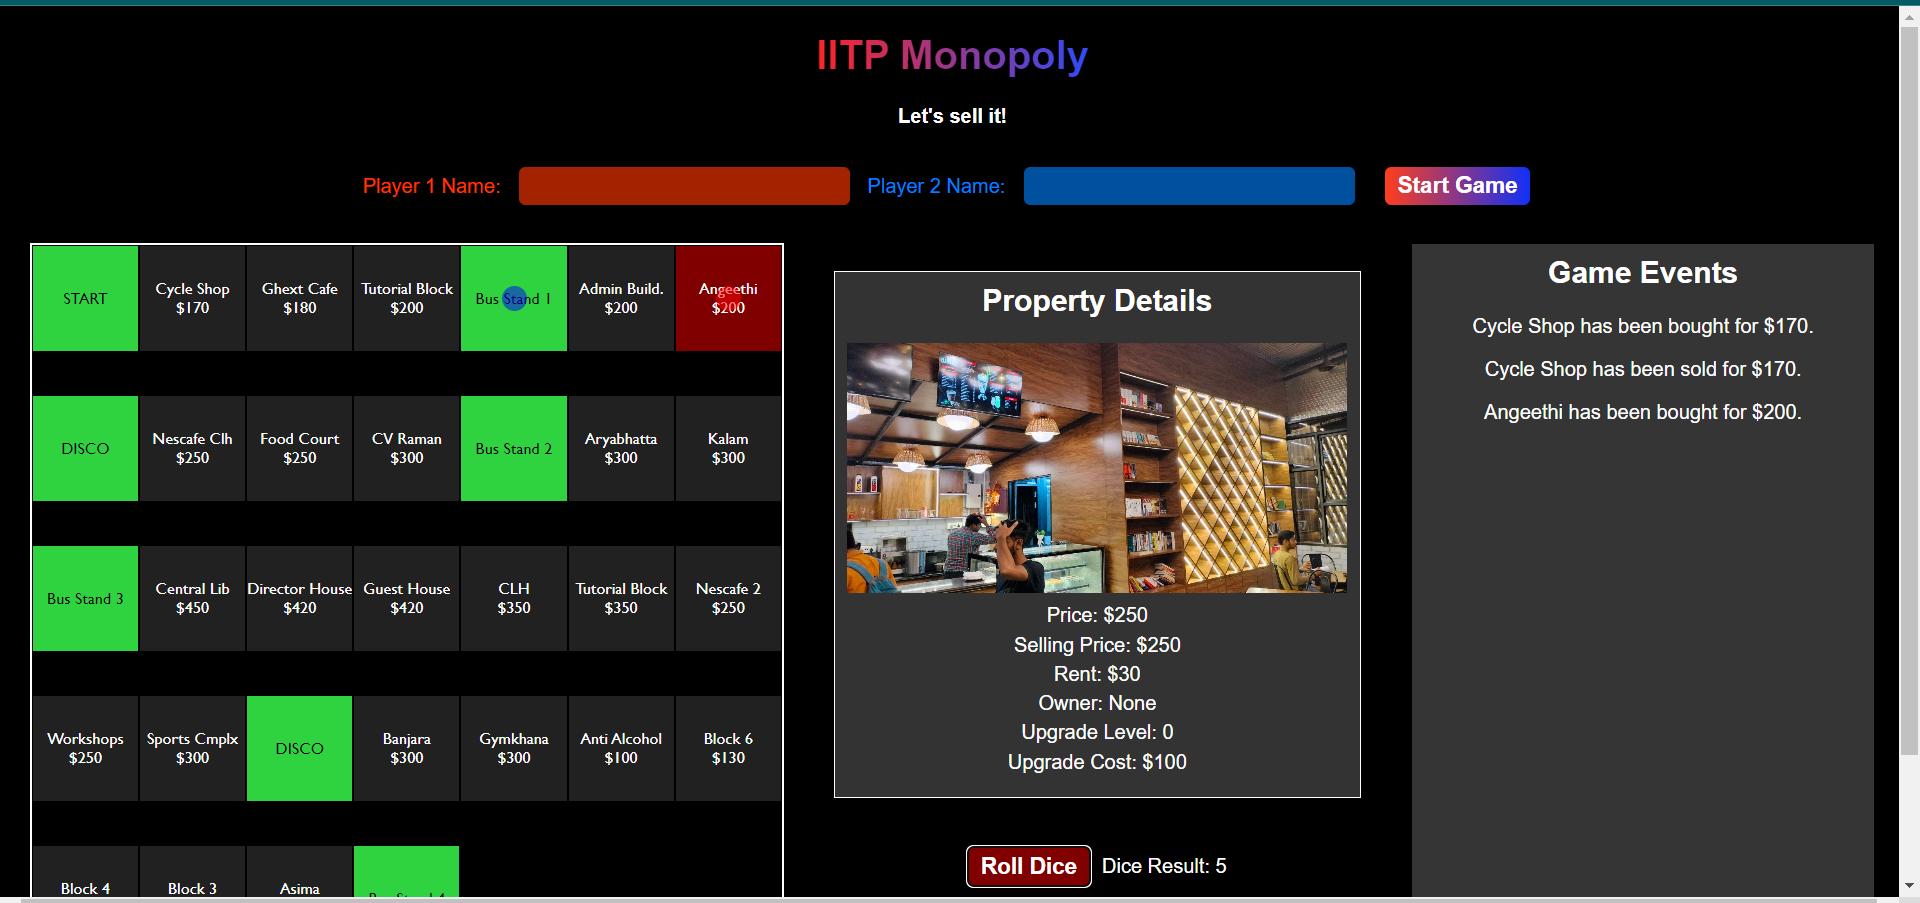 IITP Monopoly
Let's sell it!
Player 1 Name:
Player 2 Name:
Start Game
START
Cycle Shop
$170
Ghext Cafe
$180
Tutorial Block
$200
Bus Stand 1
Admin Build.
$200
Angeethi
$200
DISCO
Nescafe Clh
$250
Food Court
$250
CV Raman
$300
Bus Stand 2
Aryabhatta
$300
Kalam
$300
Bus Stand 3
Central Lib
$450
Director House
$420
Guest House
$420
CLH
$350
Tutorial Block
$350
Nescafe 2
$250
Workshops
$250
Sports Cmplx
$300
DISCO
Banjara
$300
Gymkhana
$300
Anti Alcohol
$100
Block 6
$130
Block 4
Block 3
Asima
Bus Stand 4
Property Details
Price: $250
Selling Price: $250
Rent: $30
Owner: None
Upgrade Level: 0
Upgrade Cost: $100
Roll Dice
Dice Result: 5
Game Events
Cycle Shop has been bought for $170.
Cycle Shop has been sold for $170.
Angeethi has been bought for $200.